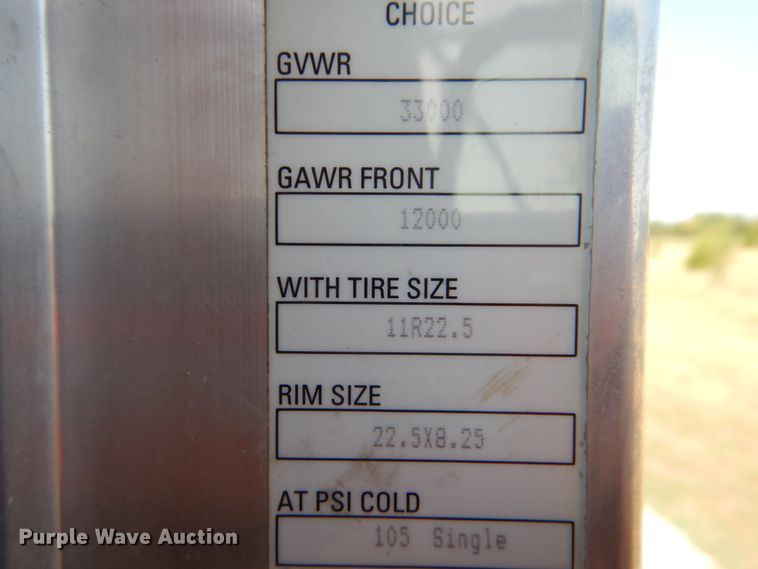 CHOICE
GVWR
33000
GAWR FRONT
12000
WITH TIRE SIZE
11R22.5
RIM SIZE
22.5X8.25
AT PSI COLD
105 Single
Purple Wave Auction